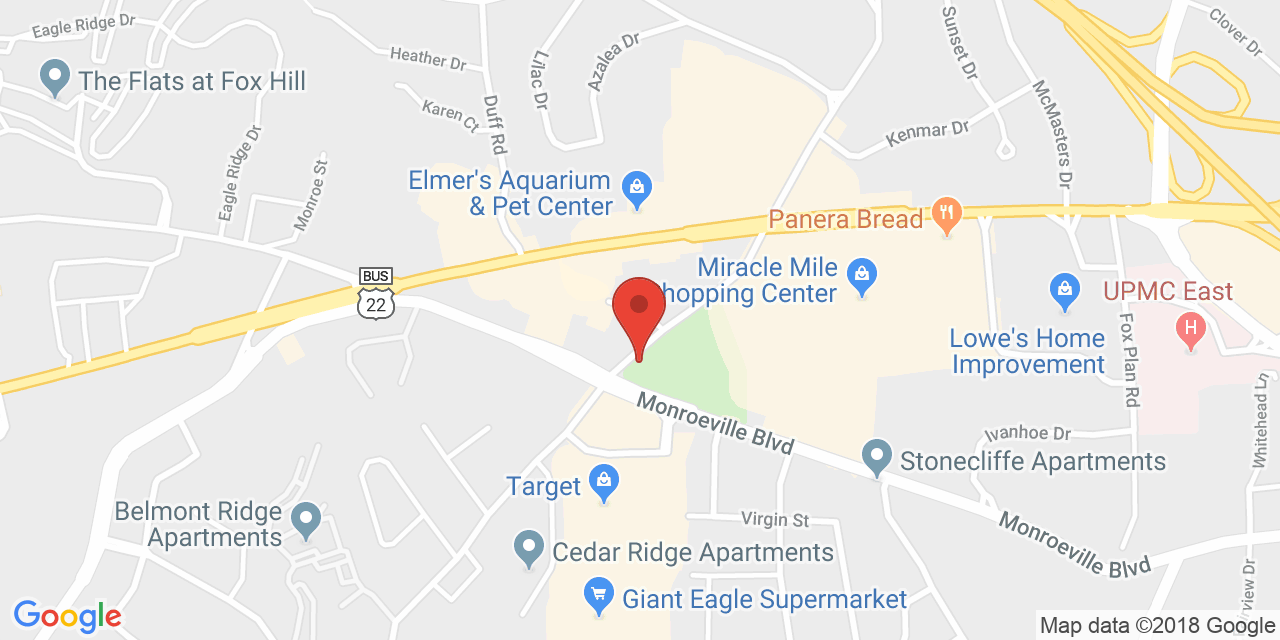 Eagle Ridge Dr
The Flats at Fox Hill
Heather Dr
Karen Ct
Duff Rd
Lilac Dr
Azalea Dr
Sunset Dr
Clover Dr
McMasters Dr
Kenmar Dr
Eagle Ridge Dr
Monroe St
Elmer's Aquarium
& Pet Center
Panera Bread
BUS
22
Miracle Mile
hopping Center
Lowe's Home
Improvement
UPMC East
H
Fox Plan Rd
Whitehead Ln
Monroeville Blvd
Ivanhoe Dr
Stonecliffe Apartments
Target
Belmont Ridge
Apartments
Virgin St
Cedar Ridge Apartments
Monroeville Blvd
Giant Eagle Supermarket
rview Dr
Google
Map data ©2018 Google